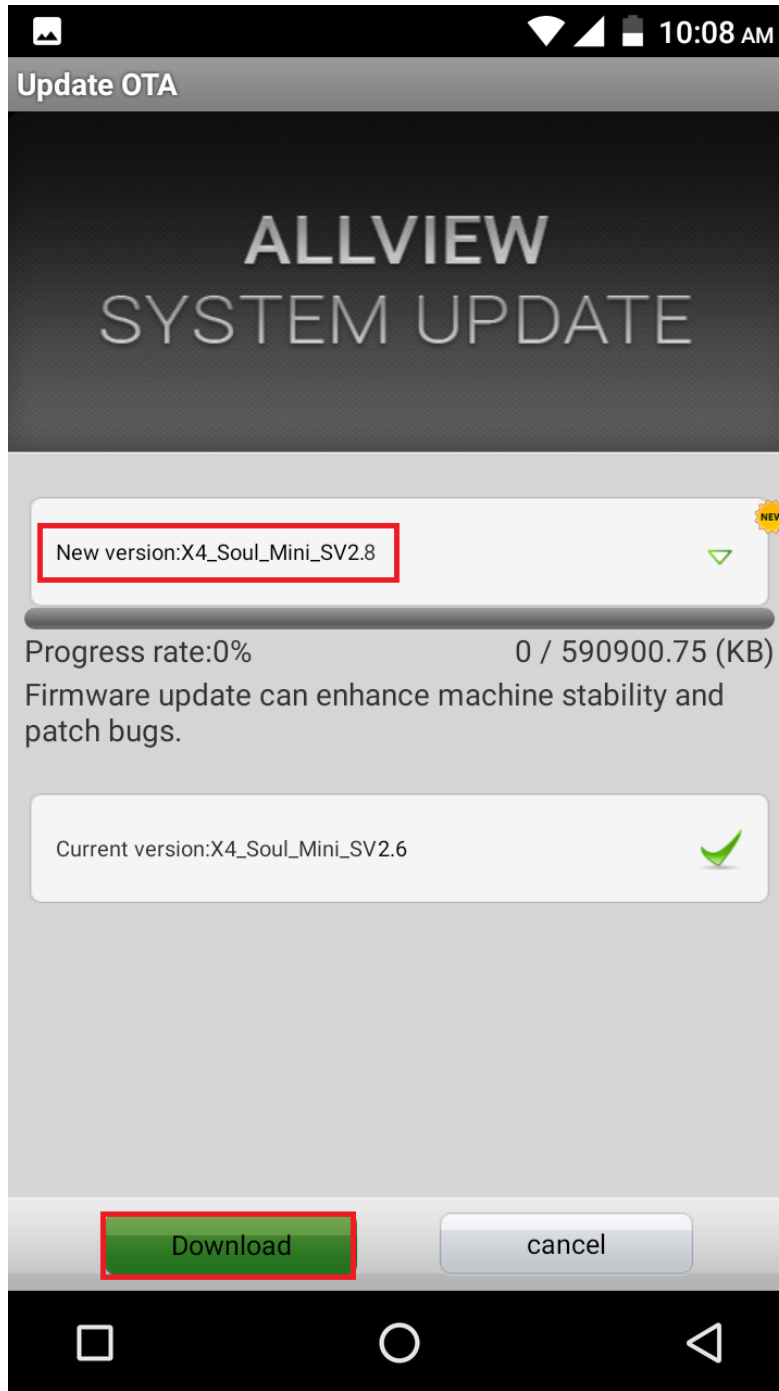 10:08 AM
Update OTA
ALLVIEW
SYSTEM UPDATE
NEW
New version:X4_Soul_Mini_SV2.8
Progress rate:0% 0 / 590900.75 (KB)
Firmware update can enhance machine stability and
patch bugs.
Current version:X4_Soul_Mini_SV2.6
Download cancel